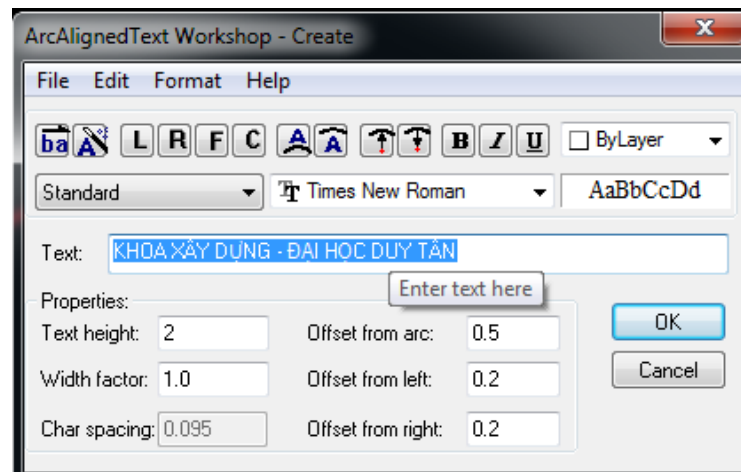 ArcAlignedText Workshop - Create
File Edit Format Help
ba A L R F C A A B I U ByLayer
Standard Times New Roman AaBbCcDd
Text: KHOA XÂY DỰNG - ĐẠI HỌC DUY TÂN
Enter text here
Properties:
Text height: 2 Offset from arc: 0.5 OK
Width factor: 1.0 Offset from left: 0.2 Cancel
Char spacing: 0.095 Offset from right: 0.2